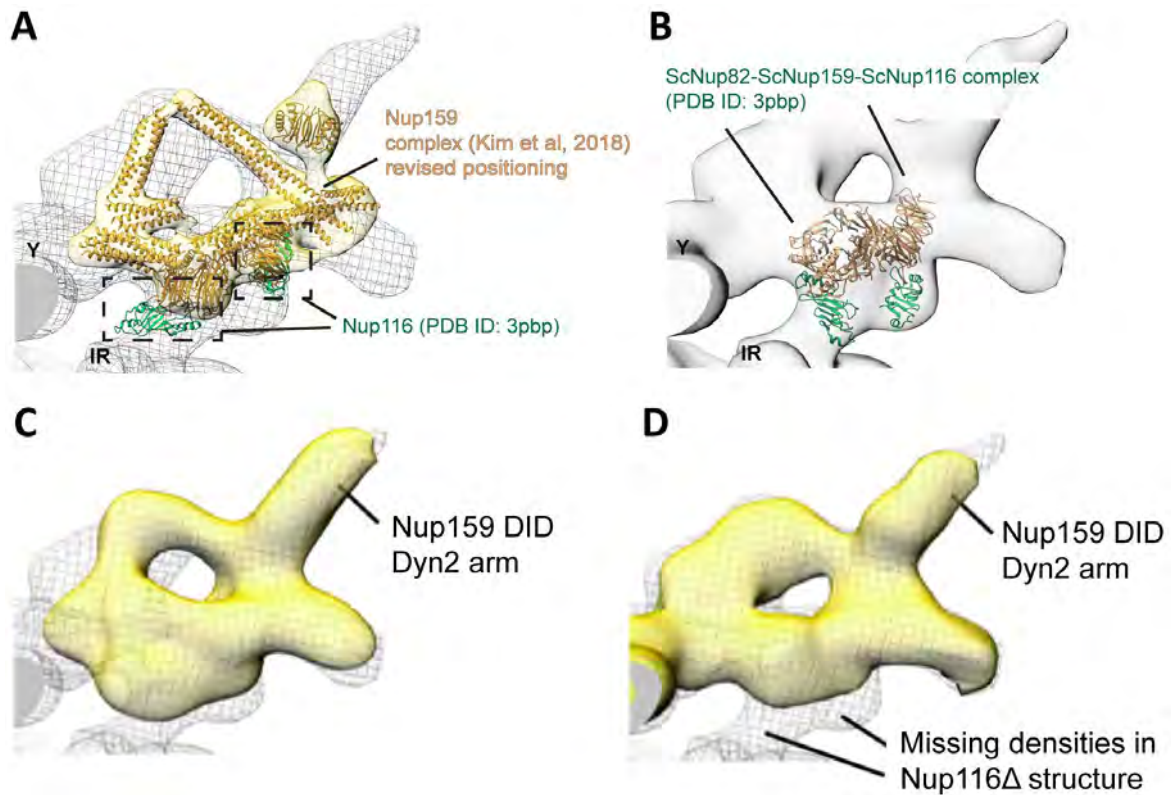 A
Nup159
complex (Kim et al, 2018)
revised positioning
Y
Nup116 (PDB ID: 3pbp)
IR
B
ScNup82-ScNup159-ScNup116 complex
(PDB ID: 3pbp)
Y
IR
C
Nup159 DID
Dyn2 arm
D
Nup159 DID
Dyn2 arm
Missing densities in
Nup116Δ structure